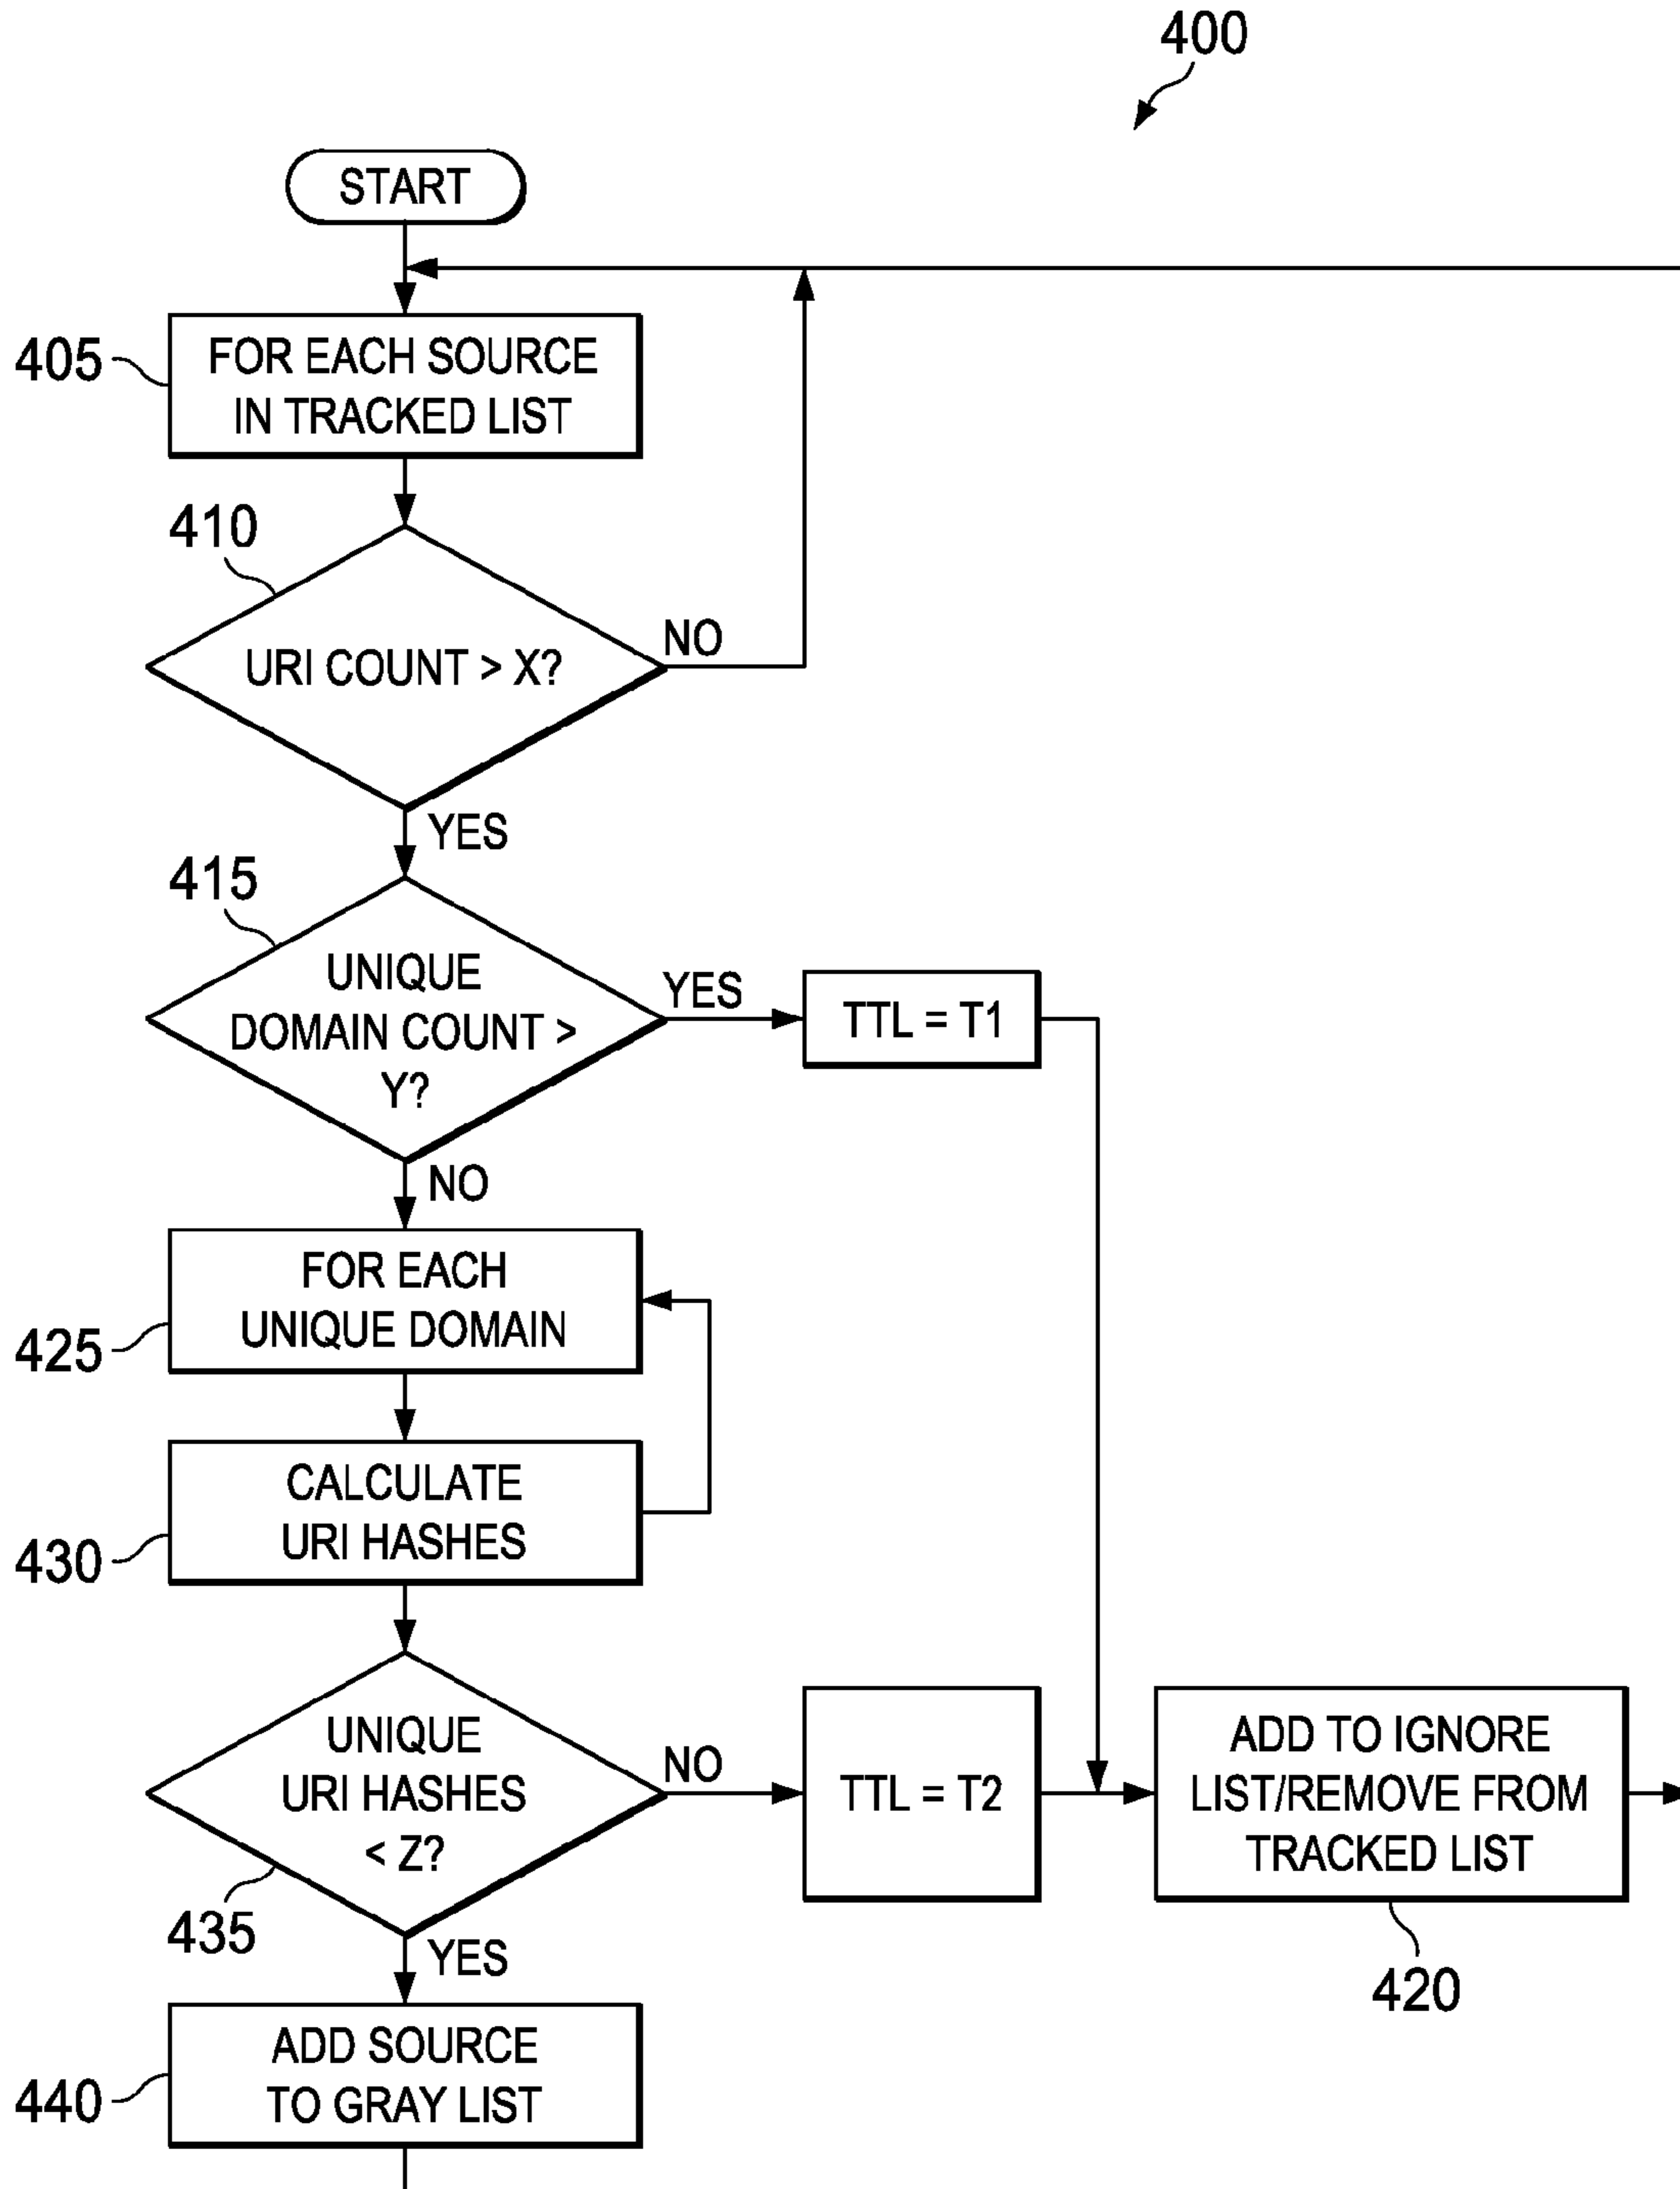 400
START
405
FOR EACH SOURCE
IN TRACKED LIST
410
URI COUNT > X?
NO
YES
415
UNIQUE
DOMAIN COUNT >
Y?
YES
TTL = T1
NO
425
FOR EACH
UNIQUE DOMAIN
430
CALCULATE
URI HASHES
UNIQUE
URI HASHES
< Z?
435
NO
TTL = T2
ADD TO IGNORE
LIST/REMOVE FROM
TRACKED LIST
420
YES
440
ADD SOURCE
TO GRAY LIST